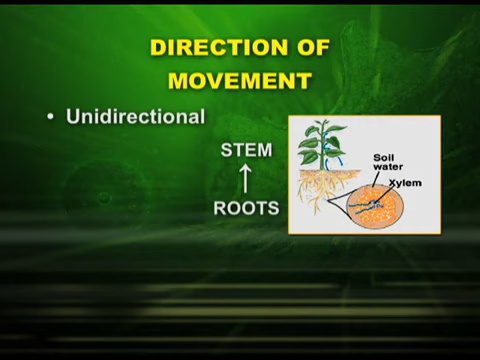 DIRECTION OF
MOVEMENT
• Unidirectional
STEM
↑
ROOTS
Soil
water
Xylem